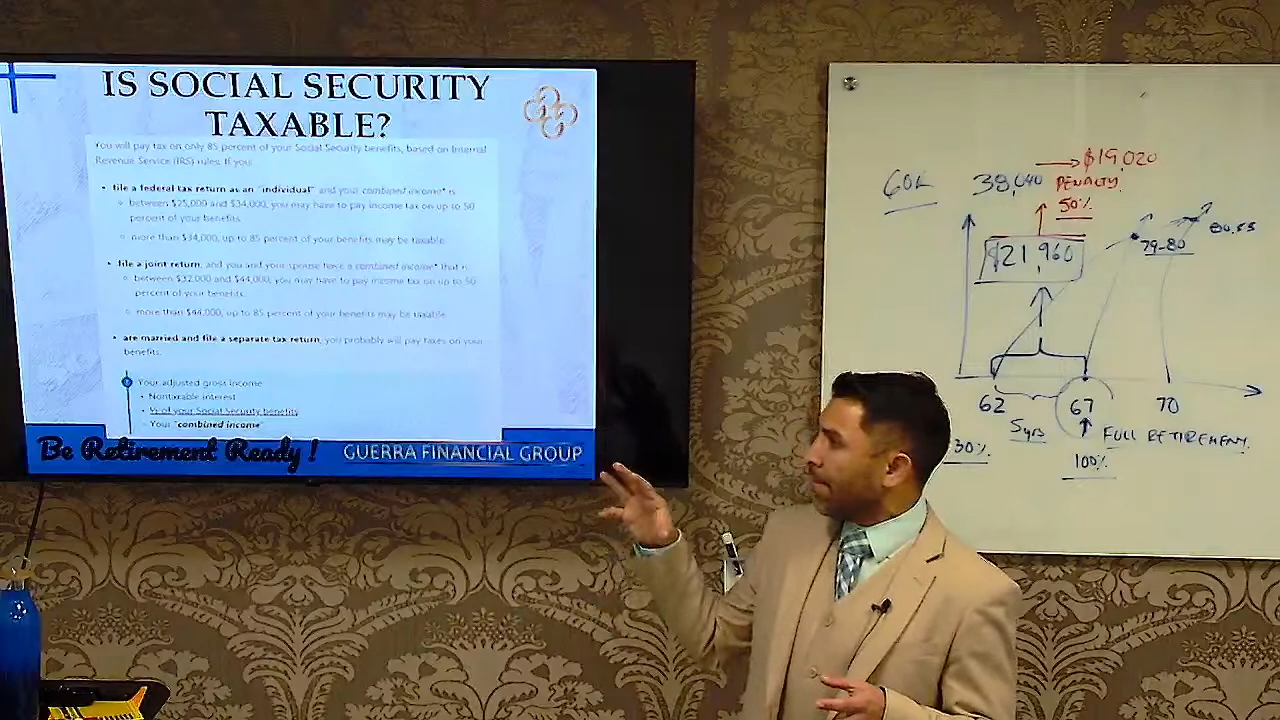 IS SOCIAL SECURITY
TAXABLE?
You will pay tax on only 85 percent of your Social Security benefits, based on Internal
Revenue Service (IRS) rules. If you:
• file a federal tax return as an "individual" and your combined income* is
○ between $25,000 and $34,000, you may have to pay income tax on up to 50
percent of your benefits.
○ more than $34,000, up to 85 percent of your benefits may be taxable.
• file a joint return, and you and your spouse have a combined income* that is
○ between $32,000 and $44,000, you may have to pay income tax on up to 50
percent of your benefits.
○ more than $44,000, up to 85 percent of your benefits may be taxable.
• are married and file a separate tax return, you probably will pay taxes on your
benefits.
Your adjusted gross income
• Nontaxable interest
• ½ of your Social Security benefits
– Your "combined income"
Be Retirement Ready !
GUERRA FINANCIAL GROUP
$19,020
60k 38,040 PENALTY.
50%
$21,960
79-80
62 67 70
5yrs
FULL RETIREMENT.
30%
100%